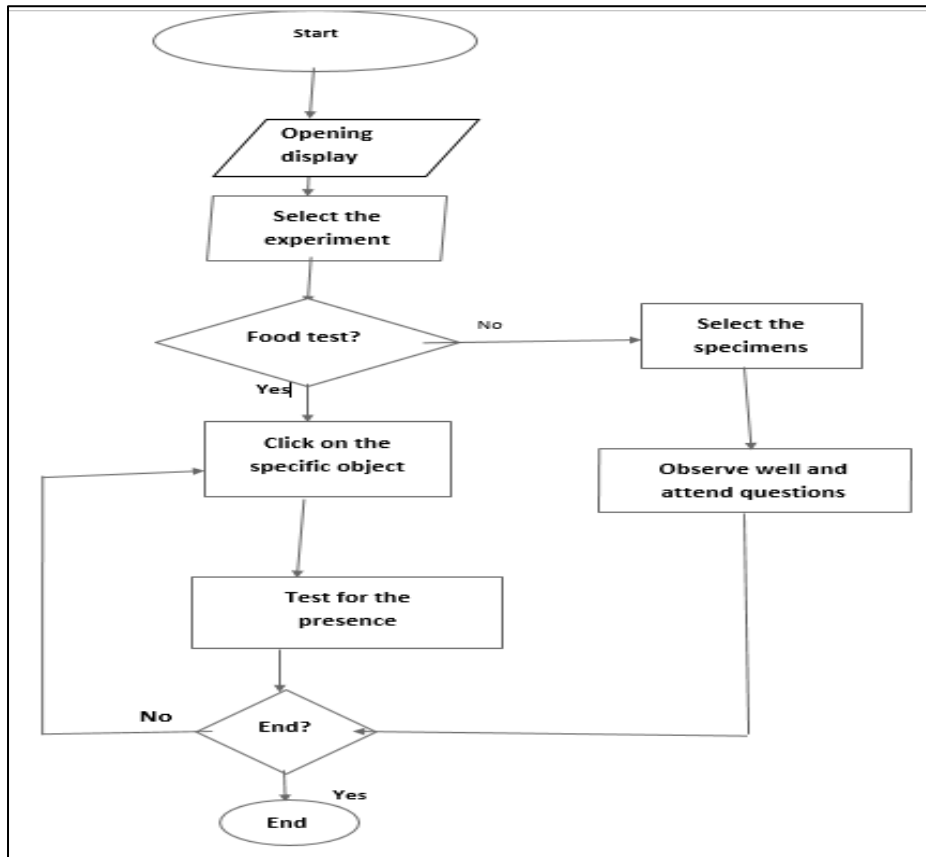 Start
Opening
display
Select the
experiment
Food test?
No
Select the
specimens
Yes
Click on the
specific object
Observe well and
attend questions
Test for the
presence
No
End?
Yes
End